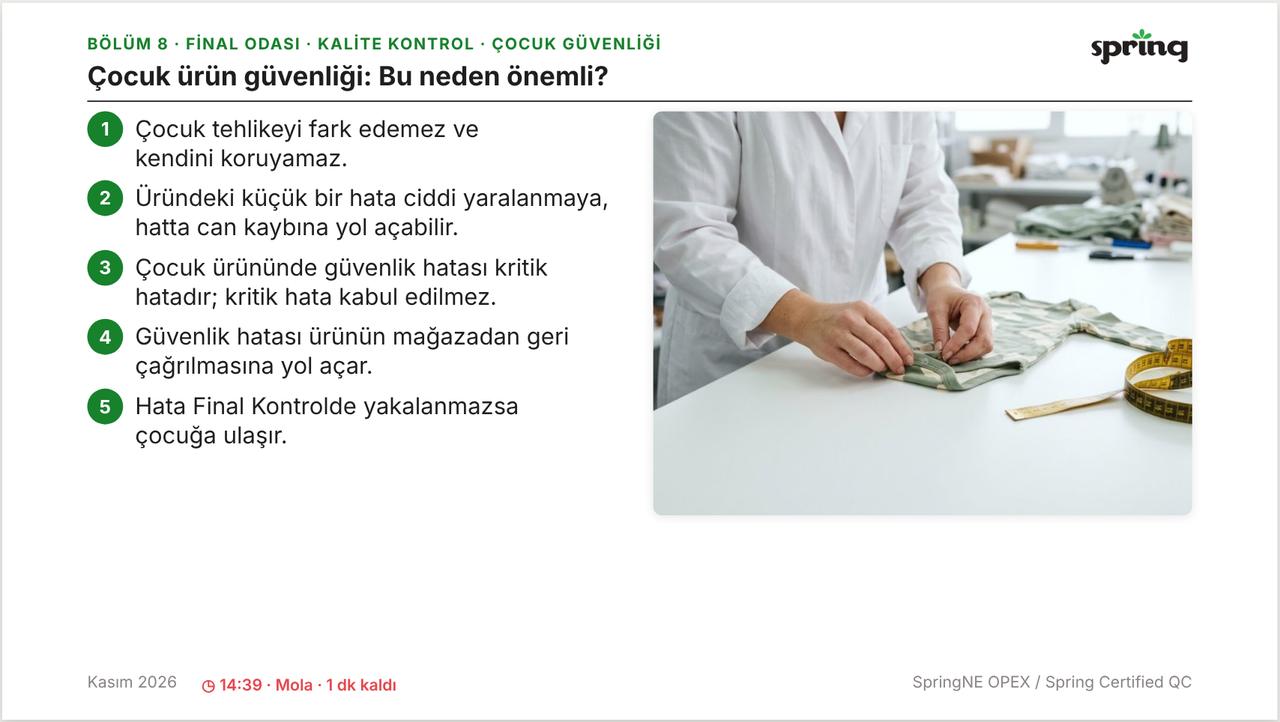 BÖLÜM 8 · FİNAL ODASI · KALİTE KONTROL · ÇOCUK GÜVENLİĞİ
spring
Çocuk ürün güvenliği: Bu neden önemli?
1 Çocuk tehlikeyi fark edemez ve
kendini koruyamaz.
2 Üründeki küçük bir hata ciddi yaralanmaya,
hatta can kaybına yol açabilir.
3 Çocuk ürününde güvenlik hatası kritik
hatadır; kritik hata kabul edilmez.
4 Güvenlik hatası ürünün mağazadan geri
çağrılmasına yol açar.
5 Hata Final Kontrolde yakalanmazsa
çocuğa ulaşır.
Kasım 2026
14:39 · Mola · 1 dk kaldı
SpringNE OPEX / Spring Certified QC